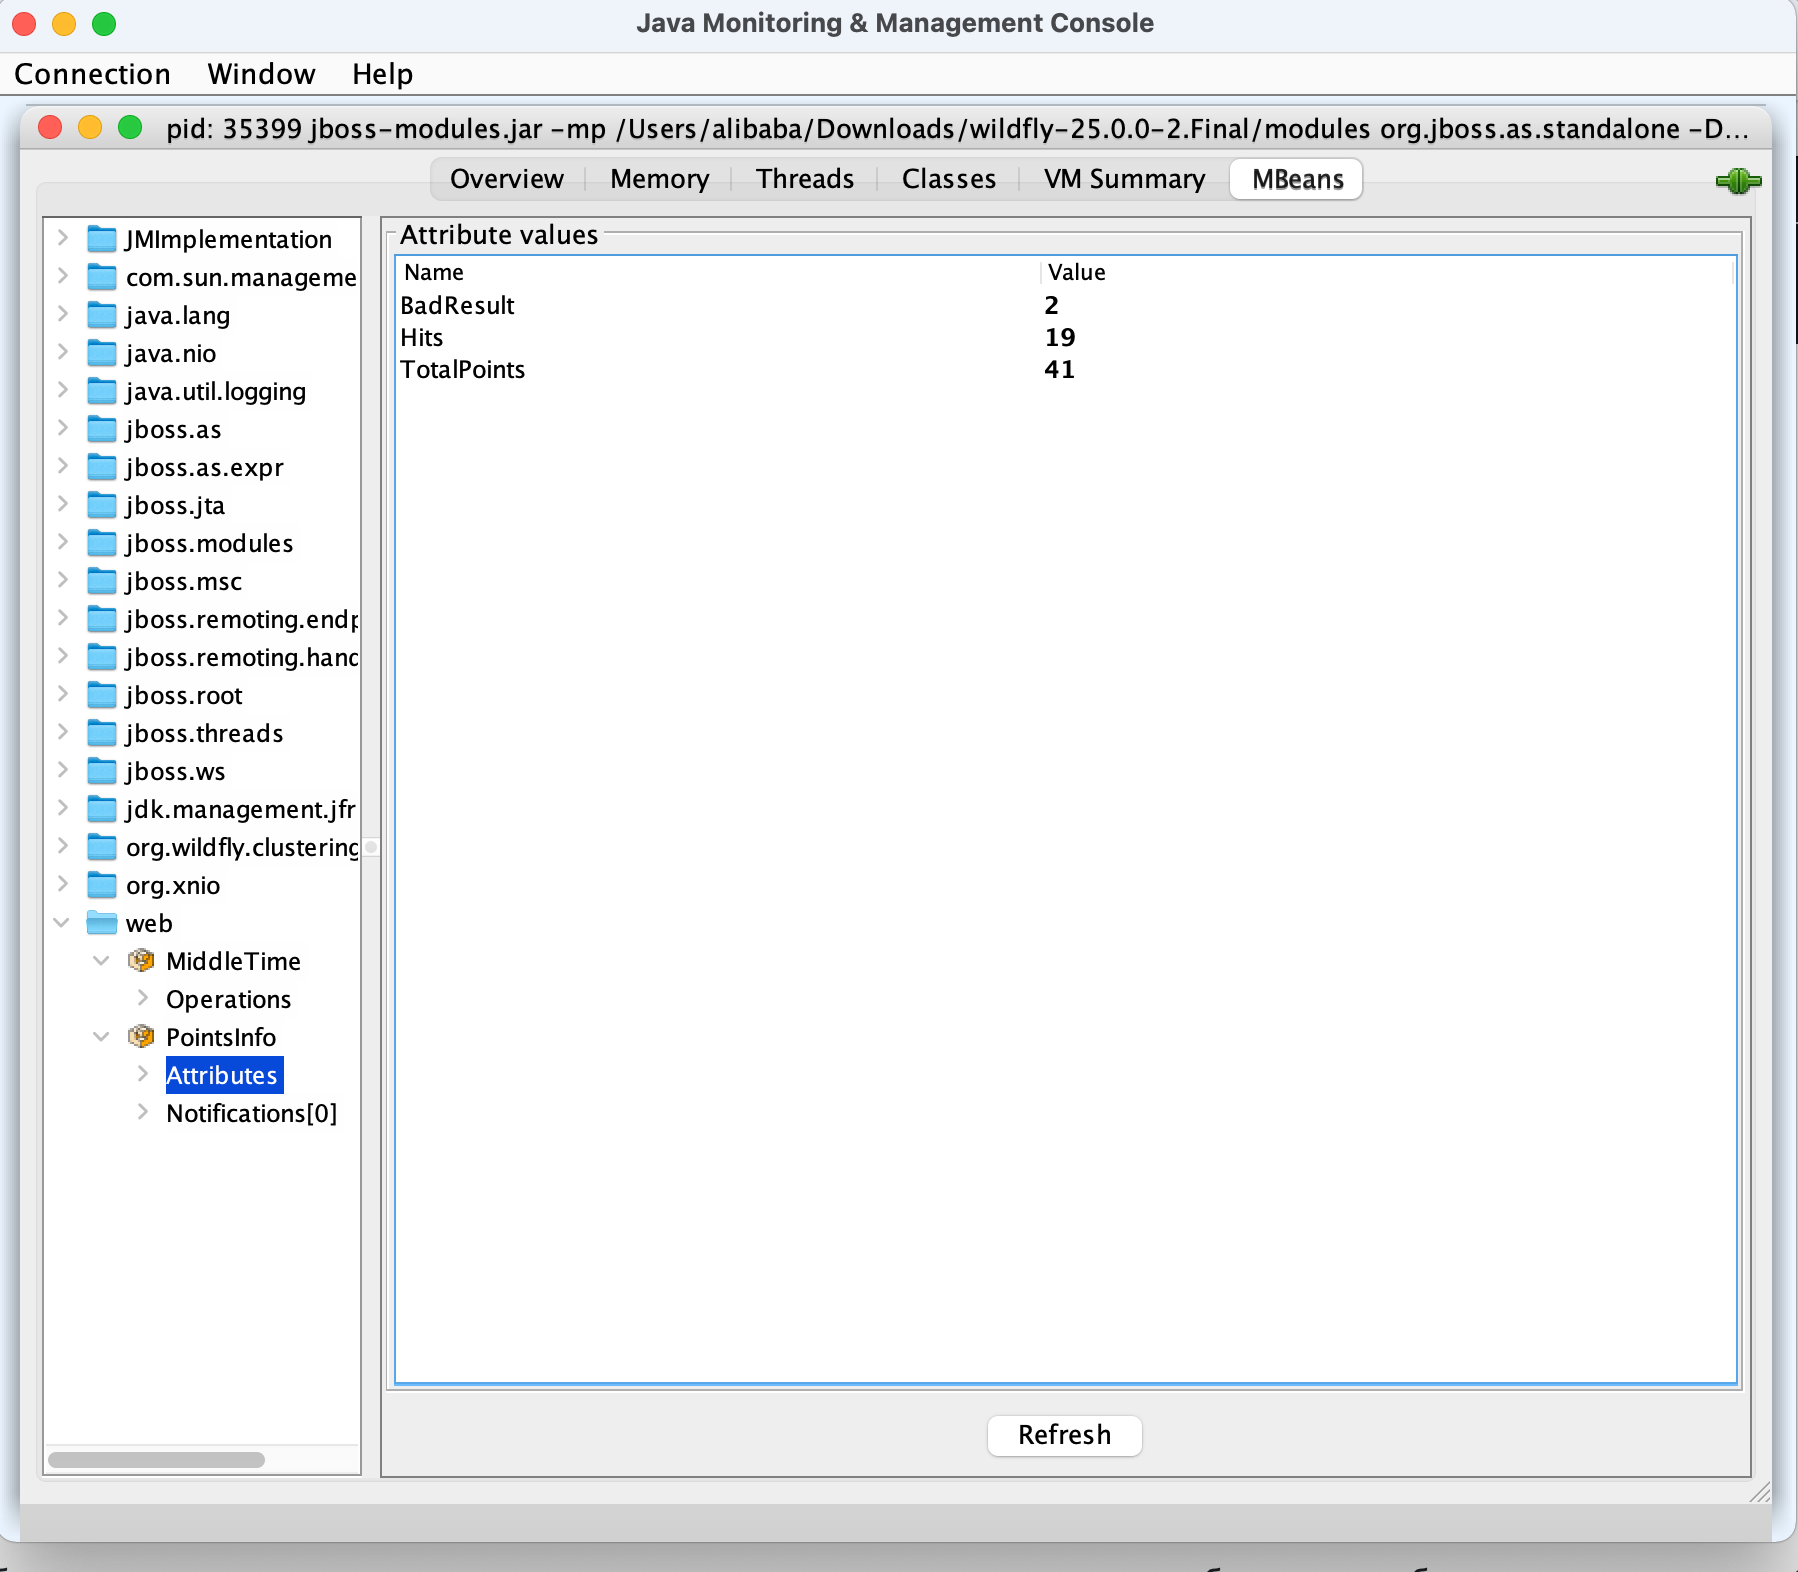 Java Monitoring & Management Console
Connection Window Help
pid: 35399 jboss-modules.jar -mp /Users/alibaba/Downloads/wildfly-25.0.0-2.Final/modules org.jboss.as.standalone -D...
Overview Memory Threads Classes VM Summary MBeans
JMImplementation
com.sun.manageme
java.lang
java.nio
java.util.logging
jboss.as
jboss.as.expr
jboss.jta
jboss.modules
jboss.msc
jboss.remoting.endp
jboss.remoting.hand
jboss.root
jboss.threads
jboss.ws
jdk.management.jfr
org.wildfly.clustering
org.xnio
web
MiddleTime
Operations
PointsInfo
Attributes
Notifications[0]
Attribute values
Name Value
BadResult 2
Hits 19
TotalPoints 41
Refresh